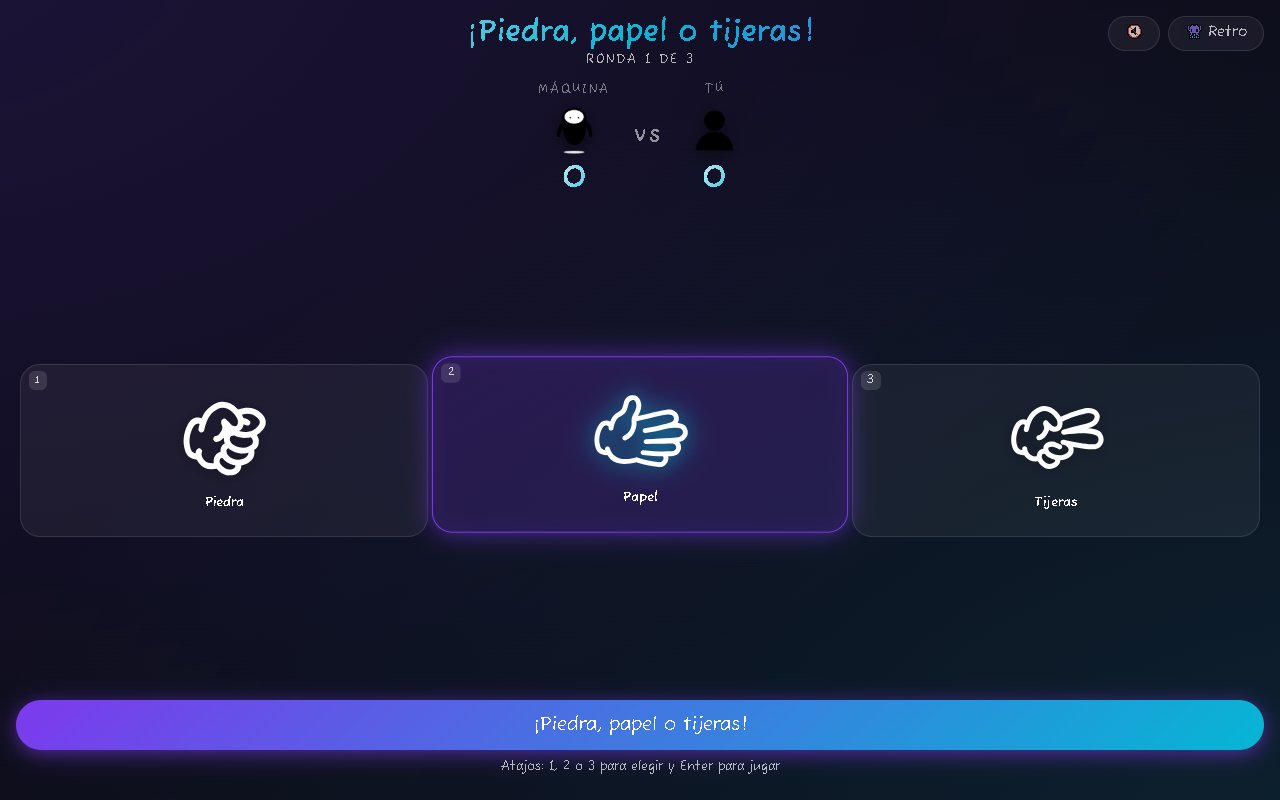 ¡Piedra, papel o tijeras!
RONDA 1 DE 3
Retro
MÁQUINA
TÚ
VS
0
0
1
Piedra
2
Papel
3
Tijeras
¡Piedra, papel o tijeras!
Atajos: 1, 2 o 3 para elegir y Enter para jugar